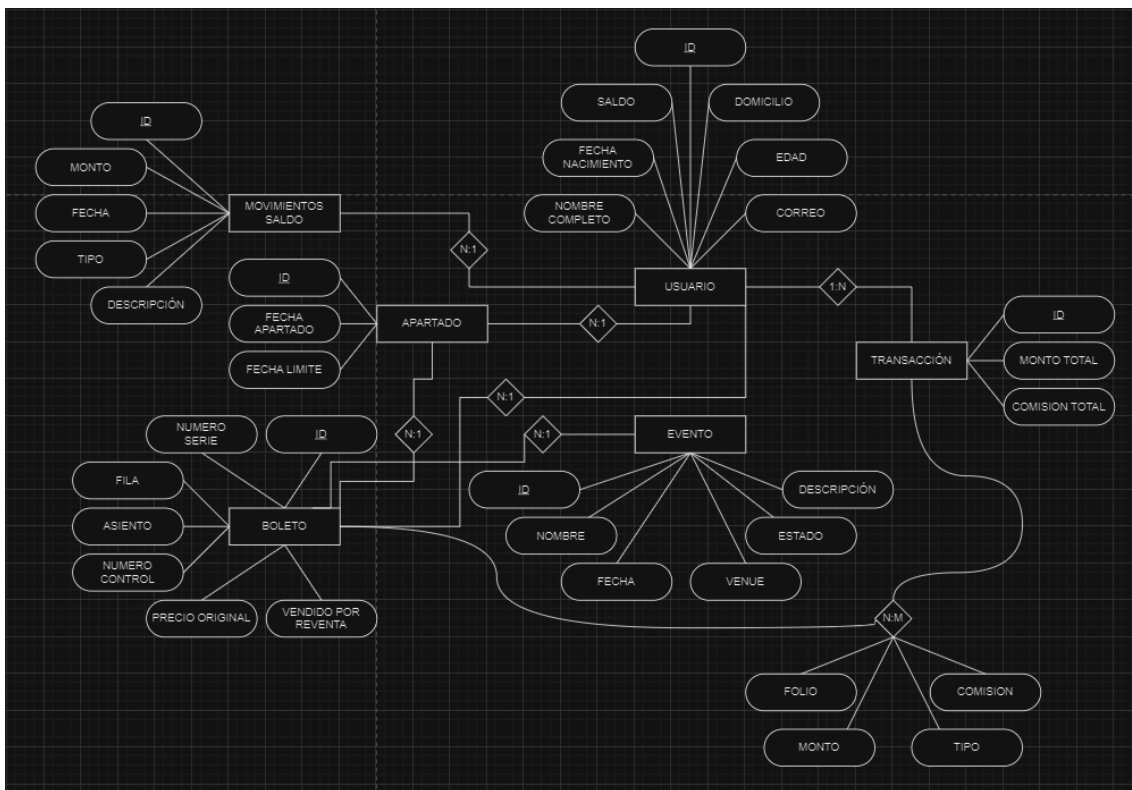 ID
SALDO
DOMICILIO
ID
MONTO
FECHA
NACIMIENTO
EDAD
FECHA
MOVIMIENTOS
SALDO
NOMBRE
COMPLETO
CORREO
TIPO
N:1
ID
USUARIO
1:N
DESCRIPCIÓN
FECHA
APARTADO
APARTADO
N:1
ID
FECHA LIMITE
TRANSACCIÓN
MONTO TOTAL
N:1
COMISION TOTAL
NUMERO
SERIE
ID
N:1
N:1
EVENTO
FILA
ID
DESCRIPCIÓN
ASIENTO
BOLETO
NOMBRE
ESTADO
NUMERO
CONTROL
FECHA
VENUE
PRECIO ORIGINAL
VENDIDO POR
REVENTA
N:M
FOLIO
COMISION
MONTO
TIPO